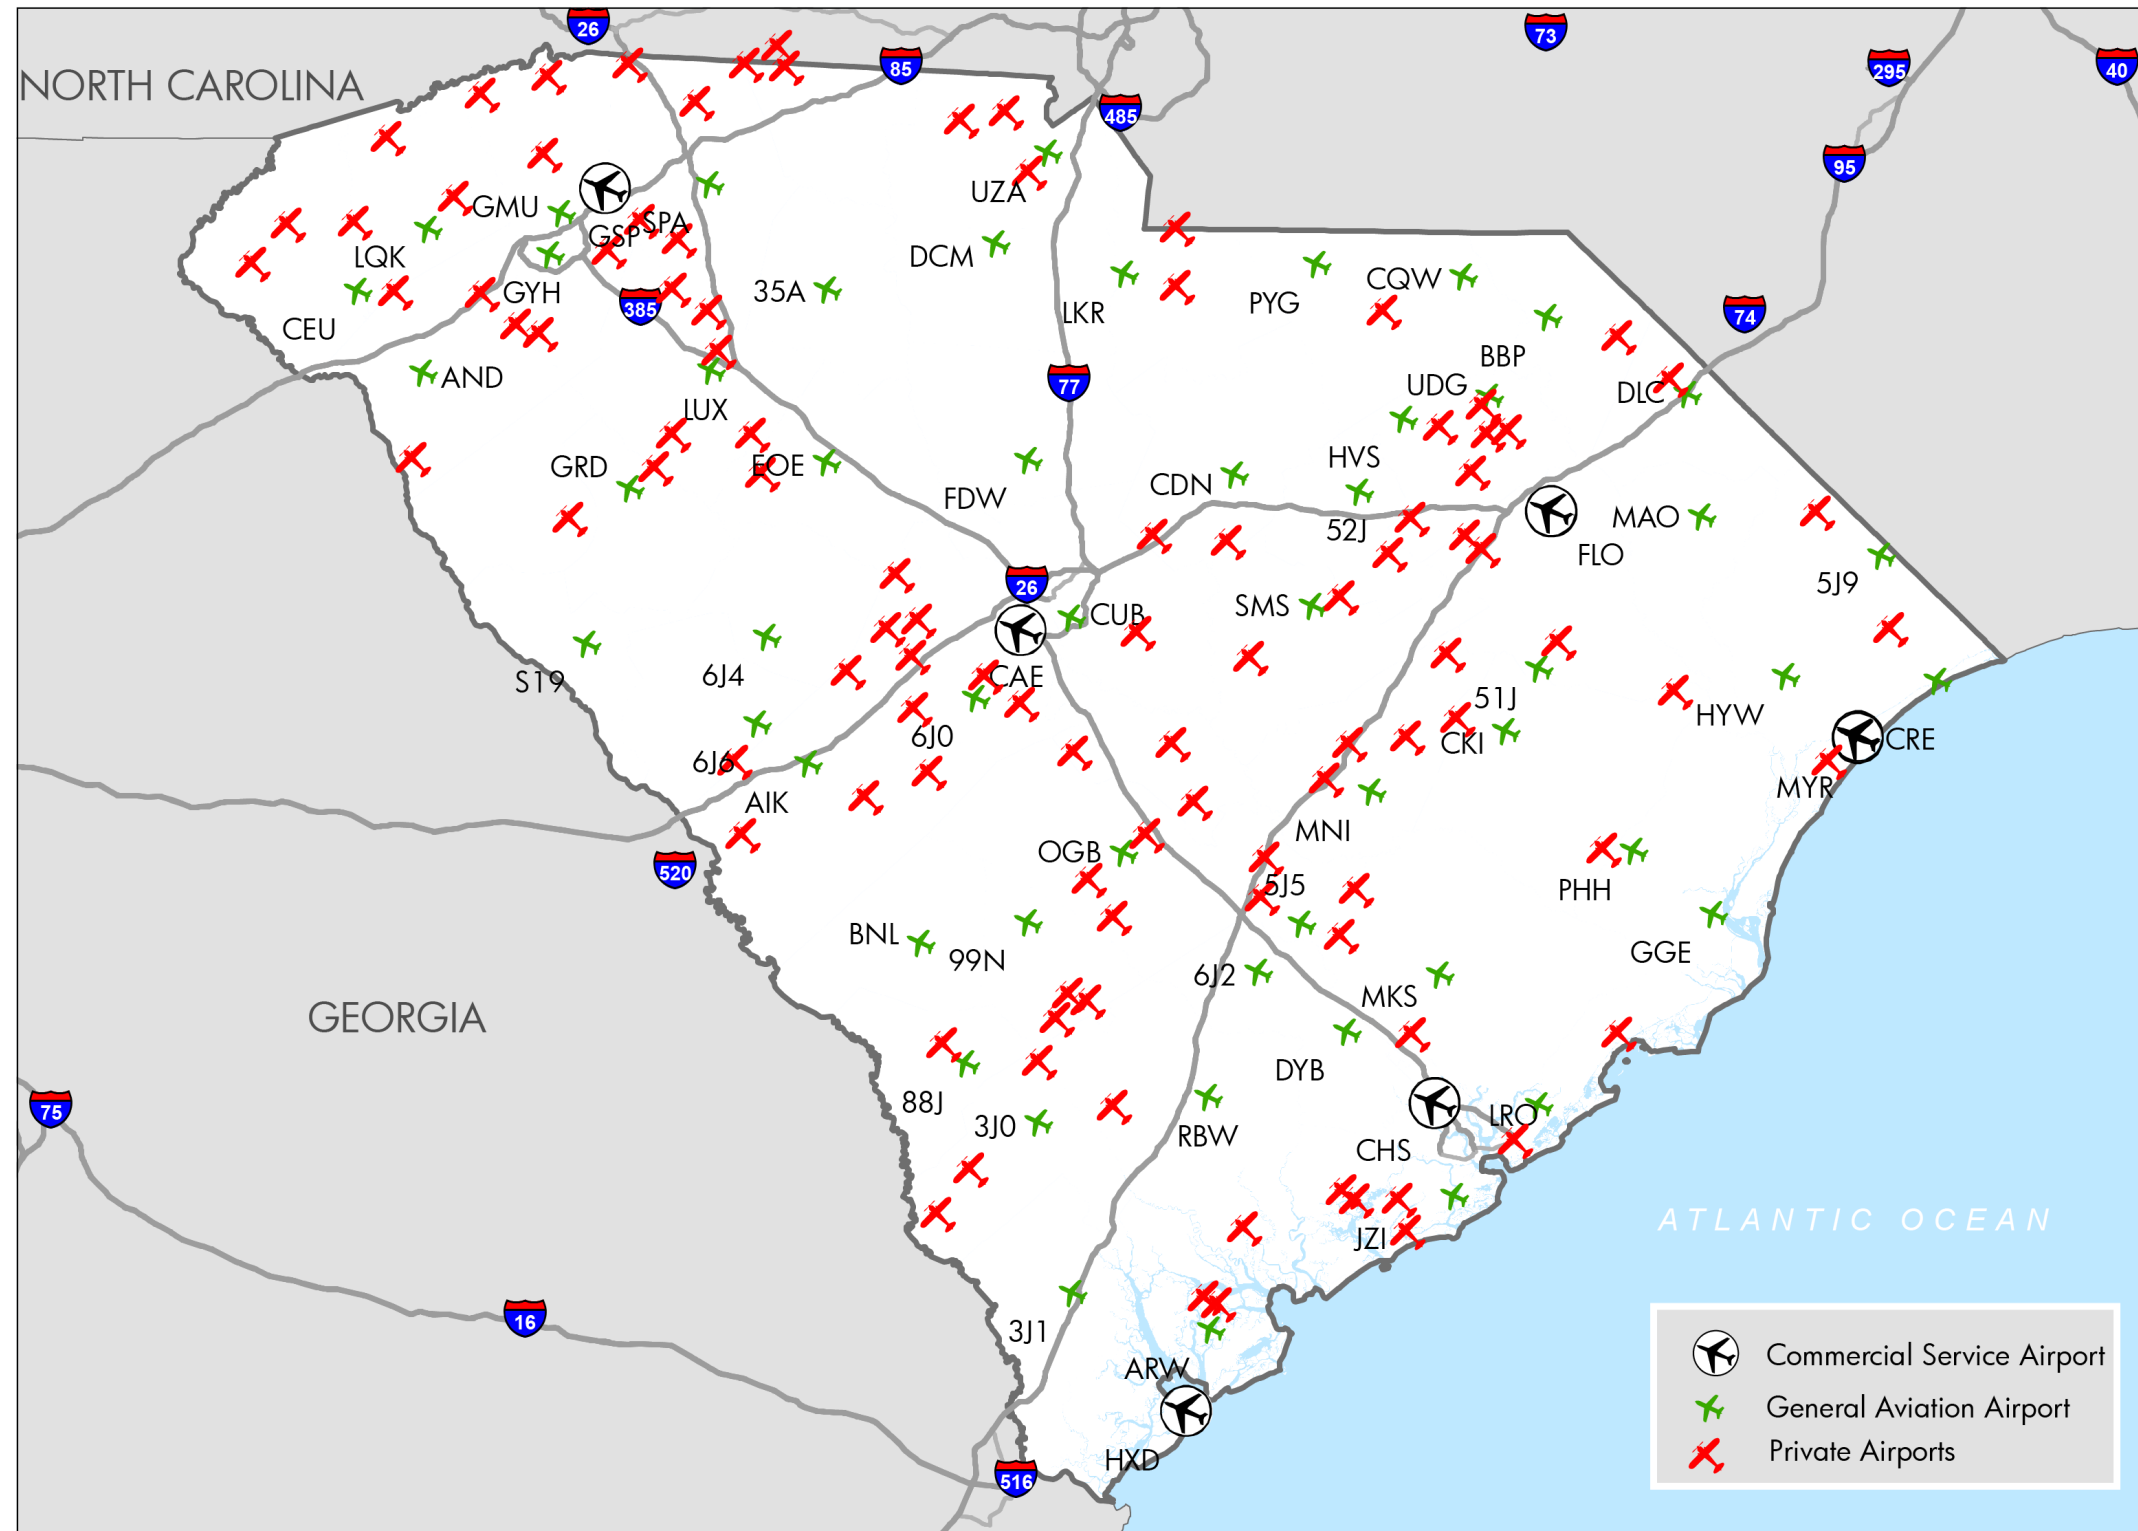 26
73
85
295
40
NORTH CAROLINA
485
95
UZA
GMU
SPA
GSP
LQK
DCM
CQW
GYH
35A
PYG
385
LKR
74
CEU
BBP
AND
77
UDG
DLC
LUX
GRD
EOE
HVS
CDN
FDW
MAO
52J
FLO
26
5J9
SMS
CUB
S19
6J4
CAE
51J
HYW
6J0
CKI
CRE
6J6
MYR
AIK
MNI
OGB
520
5J5
PHH
BNL
99N
GGE
6J2
MKS
GEORGIA
DYB
88J
75
3J0
LRO
RBW
CHS
ATLANTIC OCEAN
JZI
16
3J1
ARW
HXD
516
Commercial Service Airport
General Aviation Airport
Private Airports